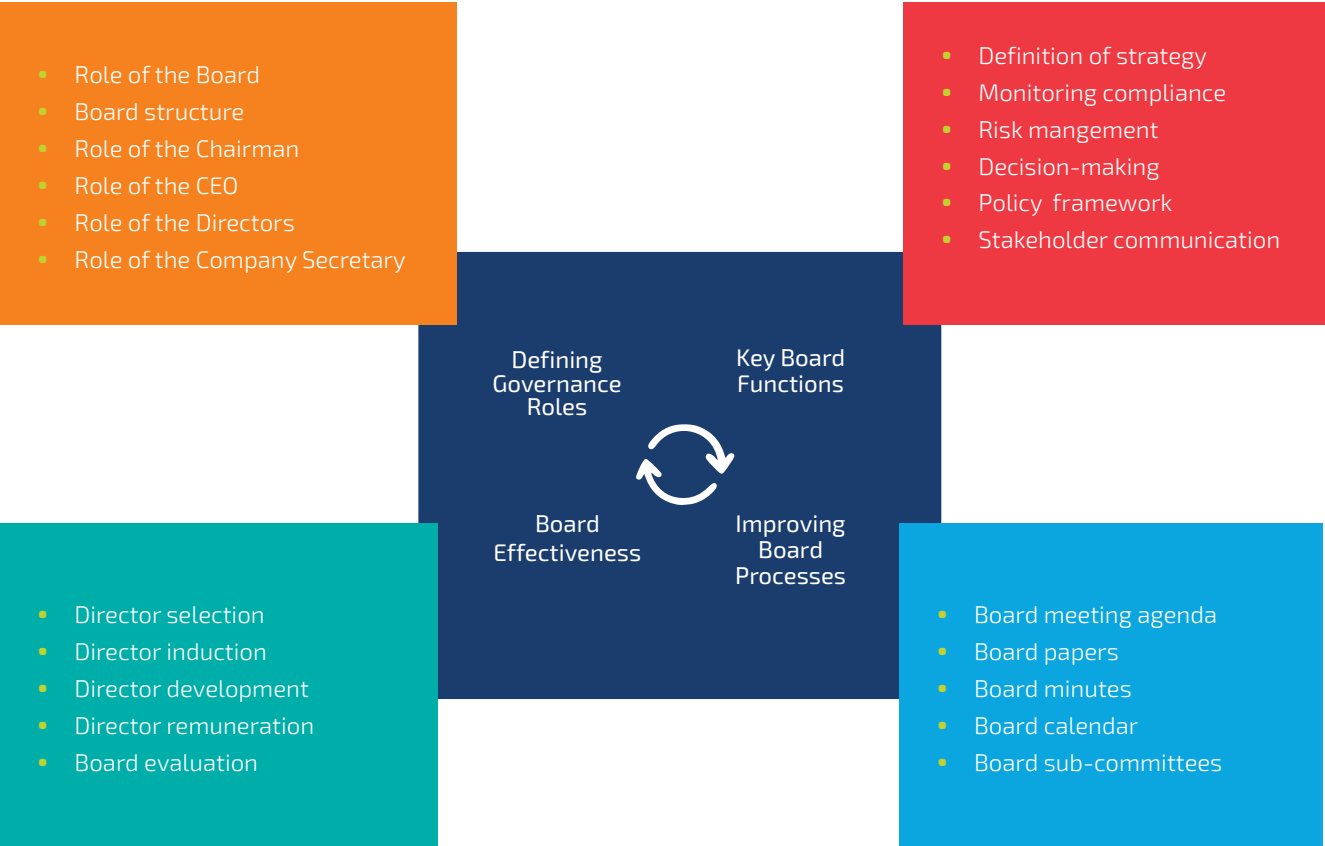 Role of the Board
Board structure
Role of the Chairman
Role of the CEO
Role of the Directors
Role of the Company Secretary
Definition of strategy
Monitoring compliance
Risk mangement
Decision-making
Policy framework
Stakeholder communication
Defining
Governance
Roles
Key Board
Functions
Board
Effectiveness
Improving
Board
Processes
Director selection
Director induction
Director development
Director remuneration
Board evaluation
Board meeting agenda
Board papers
Board minutes
Board calendar
Board sub-committees